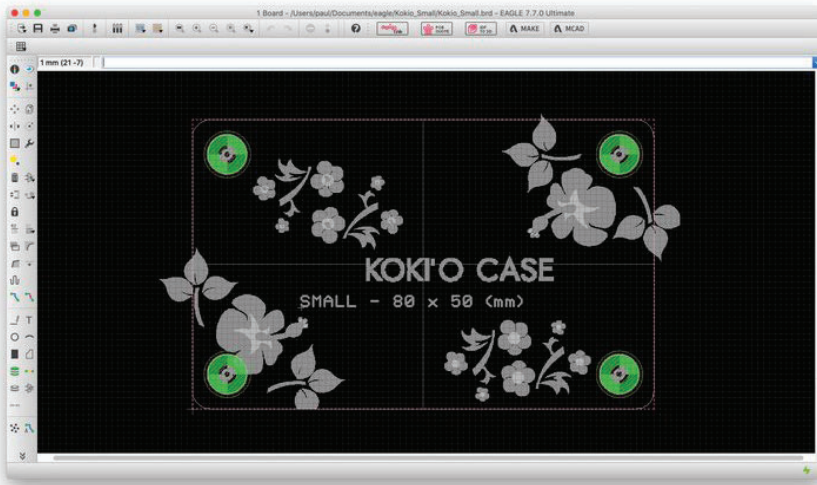 1 Board - /Users/paul/Documents/eagle/Kokio_Small/Kokio_Small.brd - EAGLE 7.7.0 Ultimate
MAKE
MCAD
1 mm (21 -7)
KOKI'O CASE
SMALL - 80 x 50 (mm)